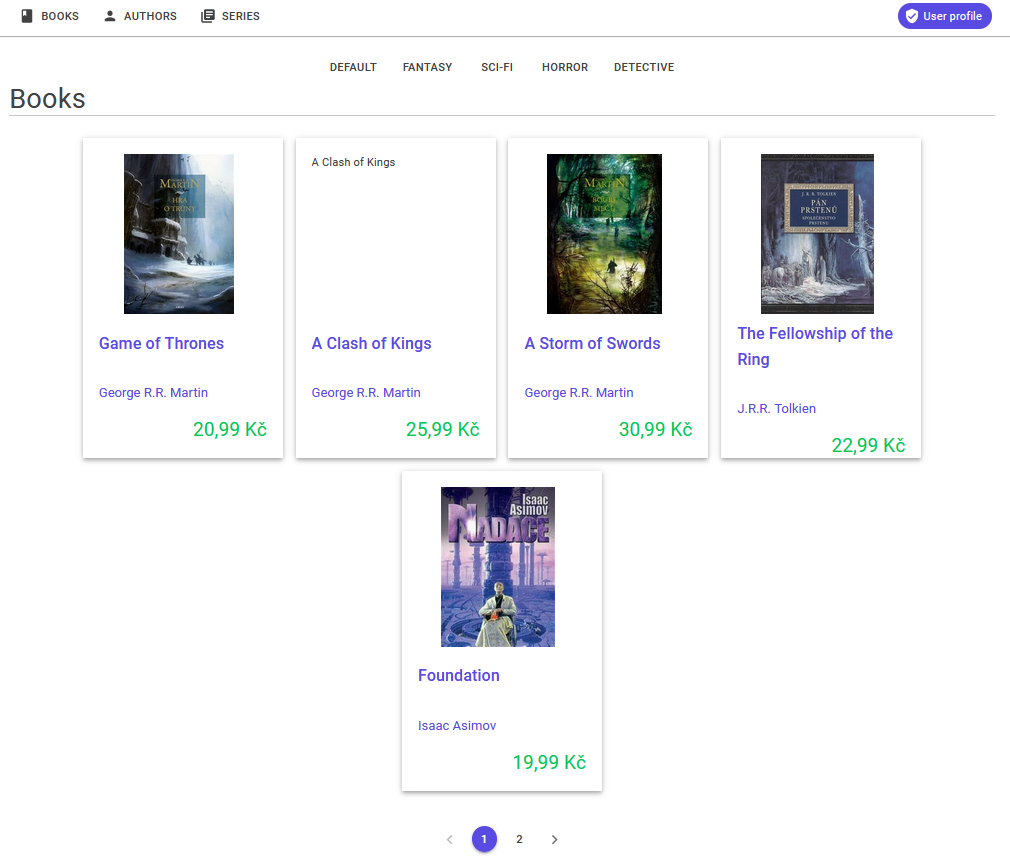 BOOKS
AUTHORS
SERIES
User profile
DEFAULT
FANTASY
SCI-FI
HORROR
DETECTIVE
Books
MARTIN
HRA
O TRŮNY
Game of Thrones
George R.R. Martin
20,99 Kč
A Clash of Kings
A Clash of Kings
George R.R. Martin
25,99 Kč
MARTIN
A Storm of Swords
George R.R. Martin
30,99 Kč
J. R. R. TOLKIEN
PÁN
PRSTENŮ
SPOLEČENSTVO
PRSTENU
The Fellowship of the
Ring
J.R.R. Tolkien
22,99 Kč
Isaac
Asimov
NADACE
Foundation
Isaac Asimov
19,99 Kč
1
2